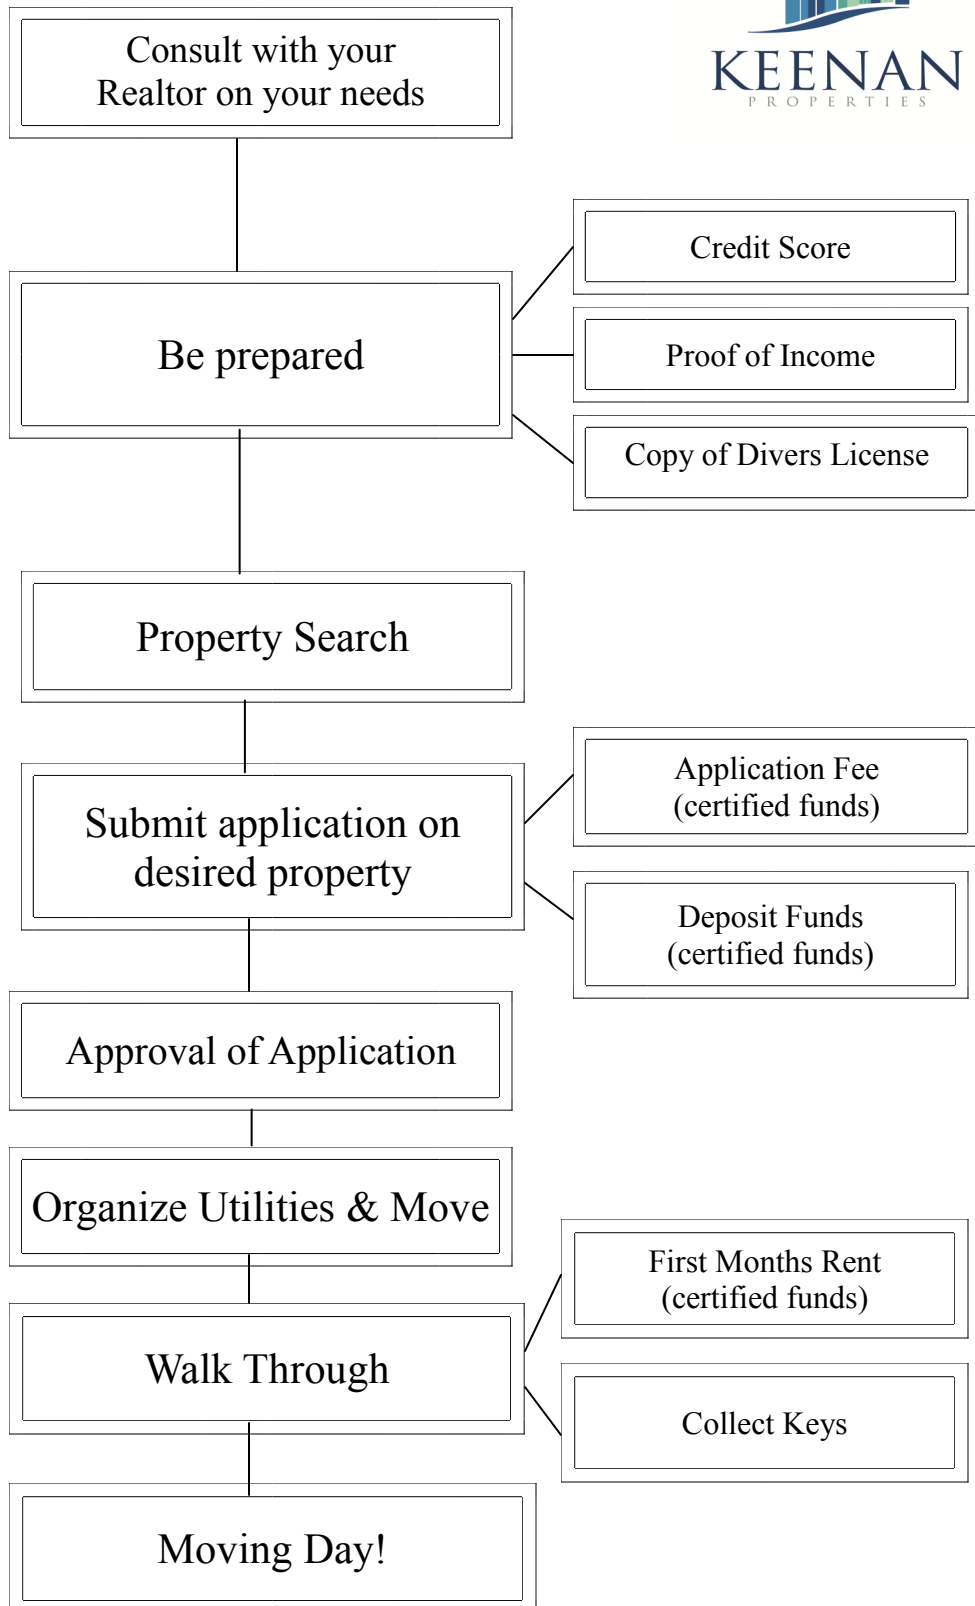 Consult with your
Realtor on your needs
KEENAN
PROPERTIES
Be prepared
Credit Score
Proof of Income
Copy of Divers License
Property Search
Submit application on
desired property
Application Fee
(certified funds)
Deposit Funds
(certified funds)
Approval of Application
Organize Utilities & Move
Walk Through
First Months Rent
(certified funds)
Collect Keys
Moving Day!